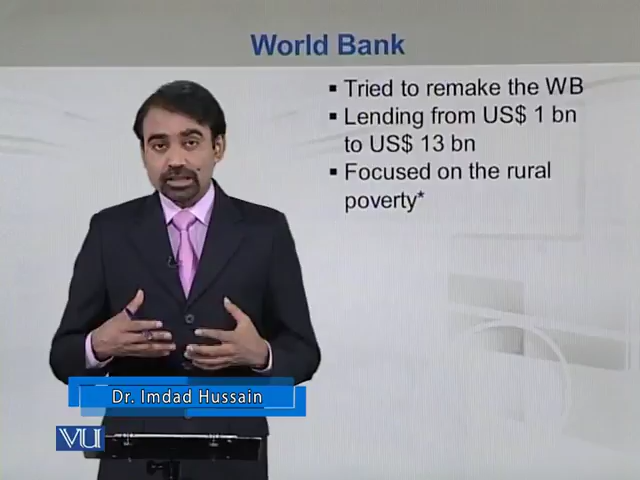 World Bank
▪ Tried to remake the WB
▪ Lending from US$ 1 bn
to US$ 13 bn
▪ Focused on the rural
poverty*
Dr. Imdad Hussain
VU